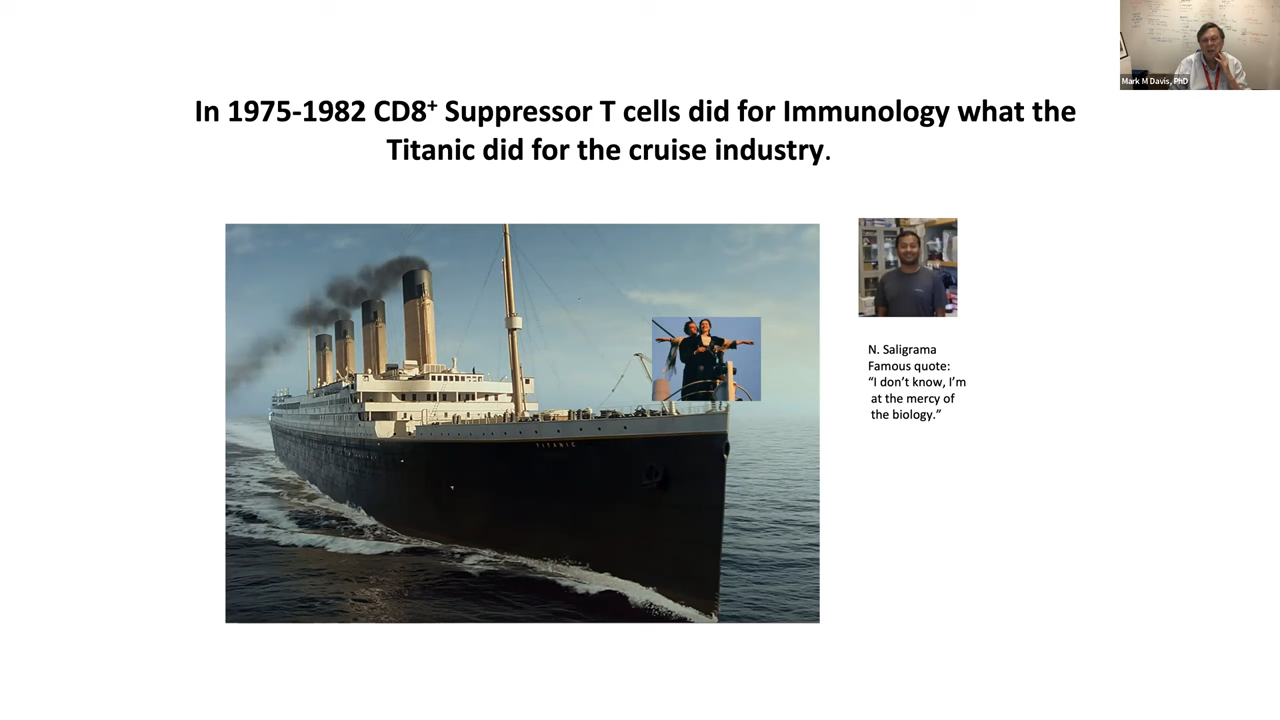 Mark M Davis, PhD
In 1975-1982 CD8+ Suppressor T cells did for Immunology what the
Titanic did for the cruise industry.
TITANIC
N. Saligrama
Famous quote:
“I don’t know, I’m
at the mercy of
the biology.”